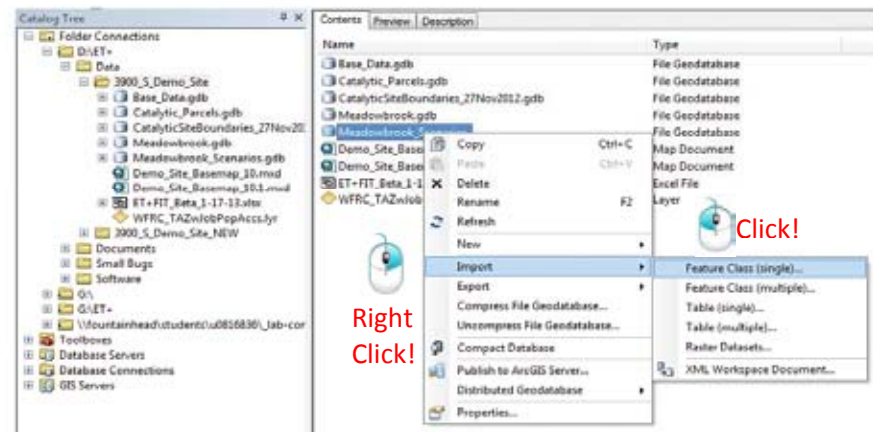 Catalog Tree
Folder Connections
D:\ET+
Data
3900_S_Demo_Site
Base_Data.gdb
Catalytic_Parcels.gdb
CatalyticSiteBoundaries_27Nov20
Meadowbrook.gdb
Meadowbrook_Scenarios.gdb
Demo_Site_Basemap_10.mxd
Demo_Site_Basemap_10.1.mxd
ET+FIT_Beta_1-17-13.xlsx
WFRC_TAZwJobPopAccs.lyr
3900_S_Demo_Site_NEW
Documents
Small Bugs
Software
G:\
G:\ET+
\\fountainhead\students\u0816836\_lab-cor
Toolboxes
Database Servers
Database Connections
GIS Servers
Contents Preview Description
Name Type
Base_Data.gdb File Geodatabase
Catalytic_Parcels.gdb File Geodatabase
CatalyticSiteBoundaries_27Nov2012.gdb File Geodatabase
Meadowbrook.gdb File Geodatabase
Meadowbrook_Scenarios File Geodatabase
Demo_Site_Basei Map Document
Demo_Site_Basei Map Document
ET+FIT_Beta_1-1 Excel File
WFRC_TAZwJob Layer
Copy Ctrl+C
Paste Ctrl+V
Delete
Rename F2
Refresh
New
Import
Export
Compress File Geodatabase...
Uncompress File Geodatabase...
Compact Database
Publish to ArcGIS Server...
Distributed Geodatabase
Properties...
Feature Class (single)...
Feature Class (multiple)...
Table (single)...
Table (multiple)...
Raster Datasets...
XML Workspace Document...
Right
Click!
Click!